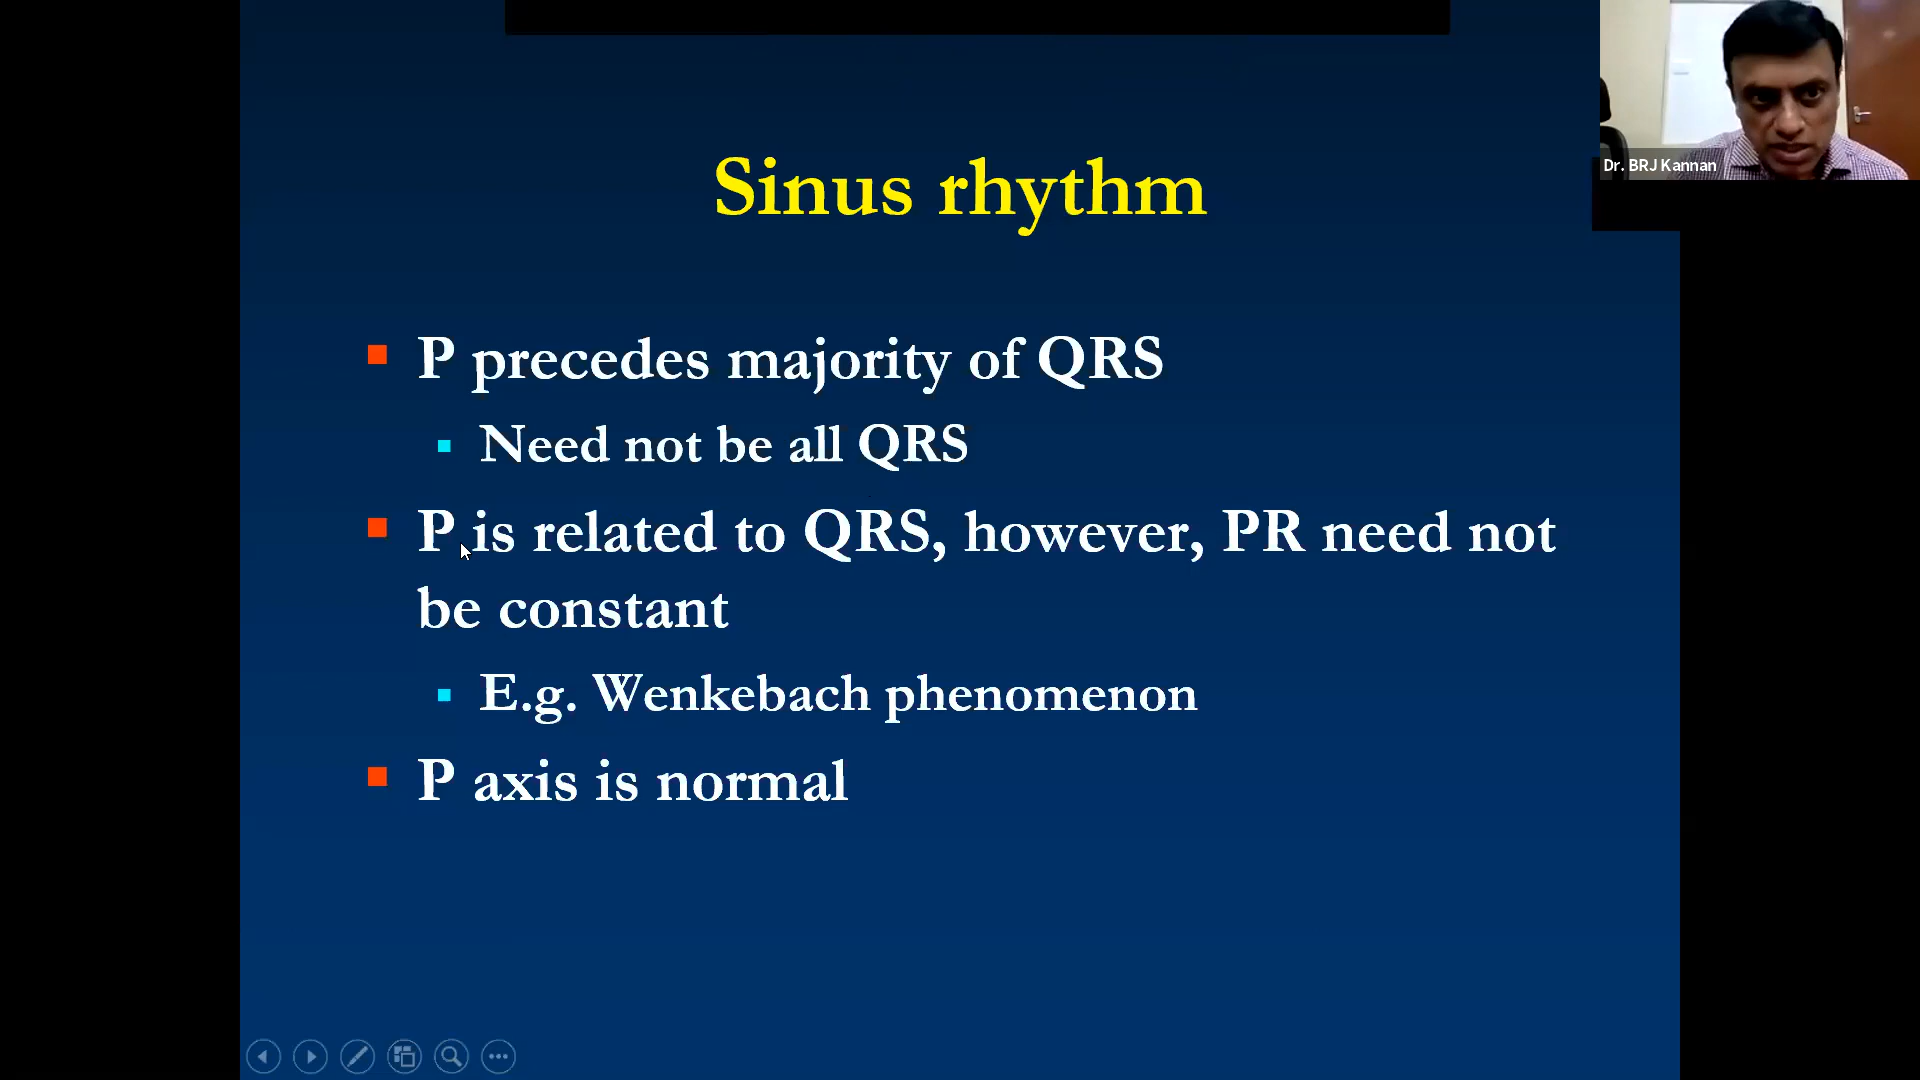 Sinus rhythm
P precedes majority of QRS
Need not be all QRS
P is related to QRS, however, PR need not
be constant
E.g. Wenkebach phenomenon
P axis is normal
Dr. BRJ Kannan